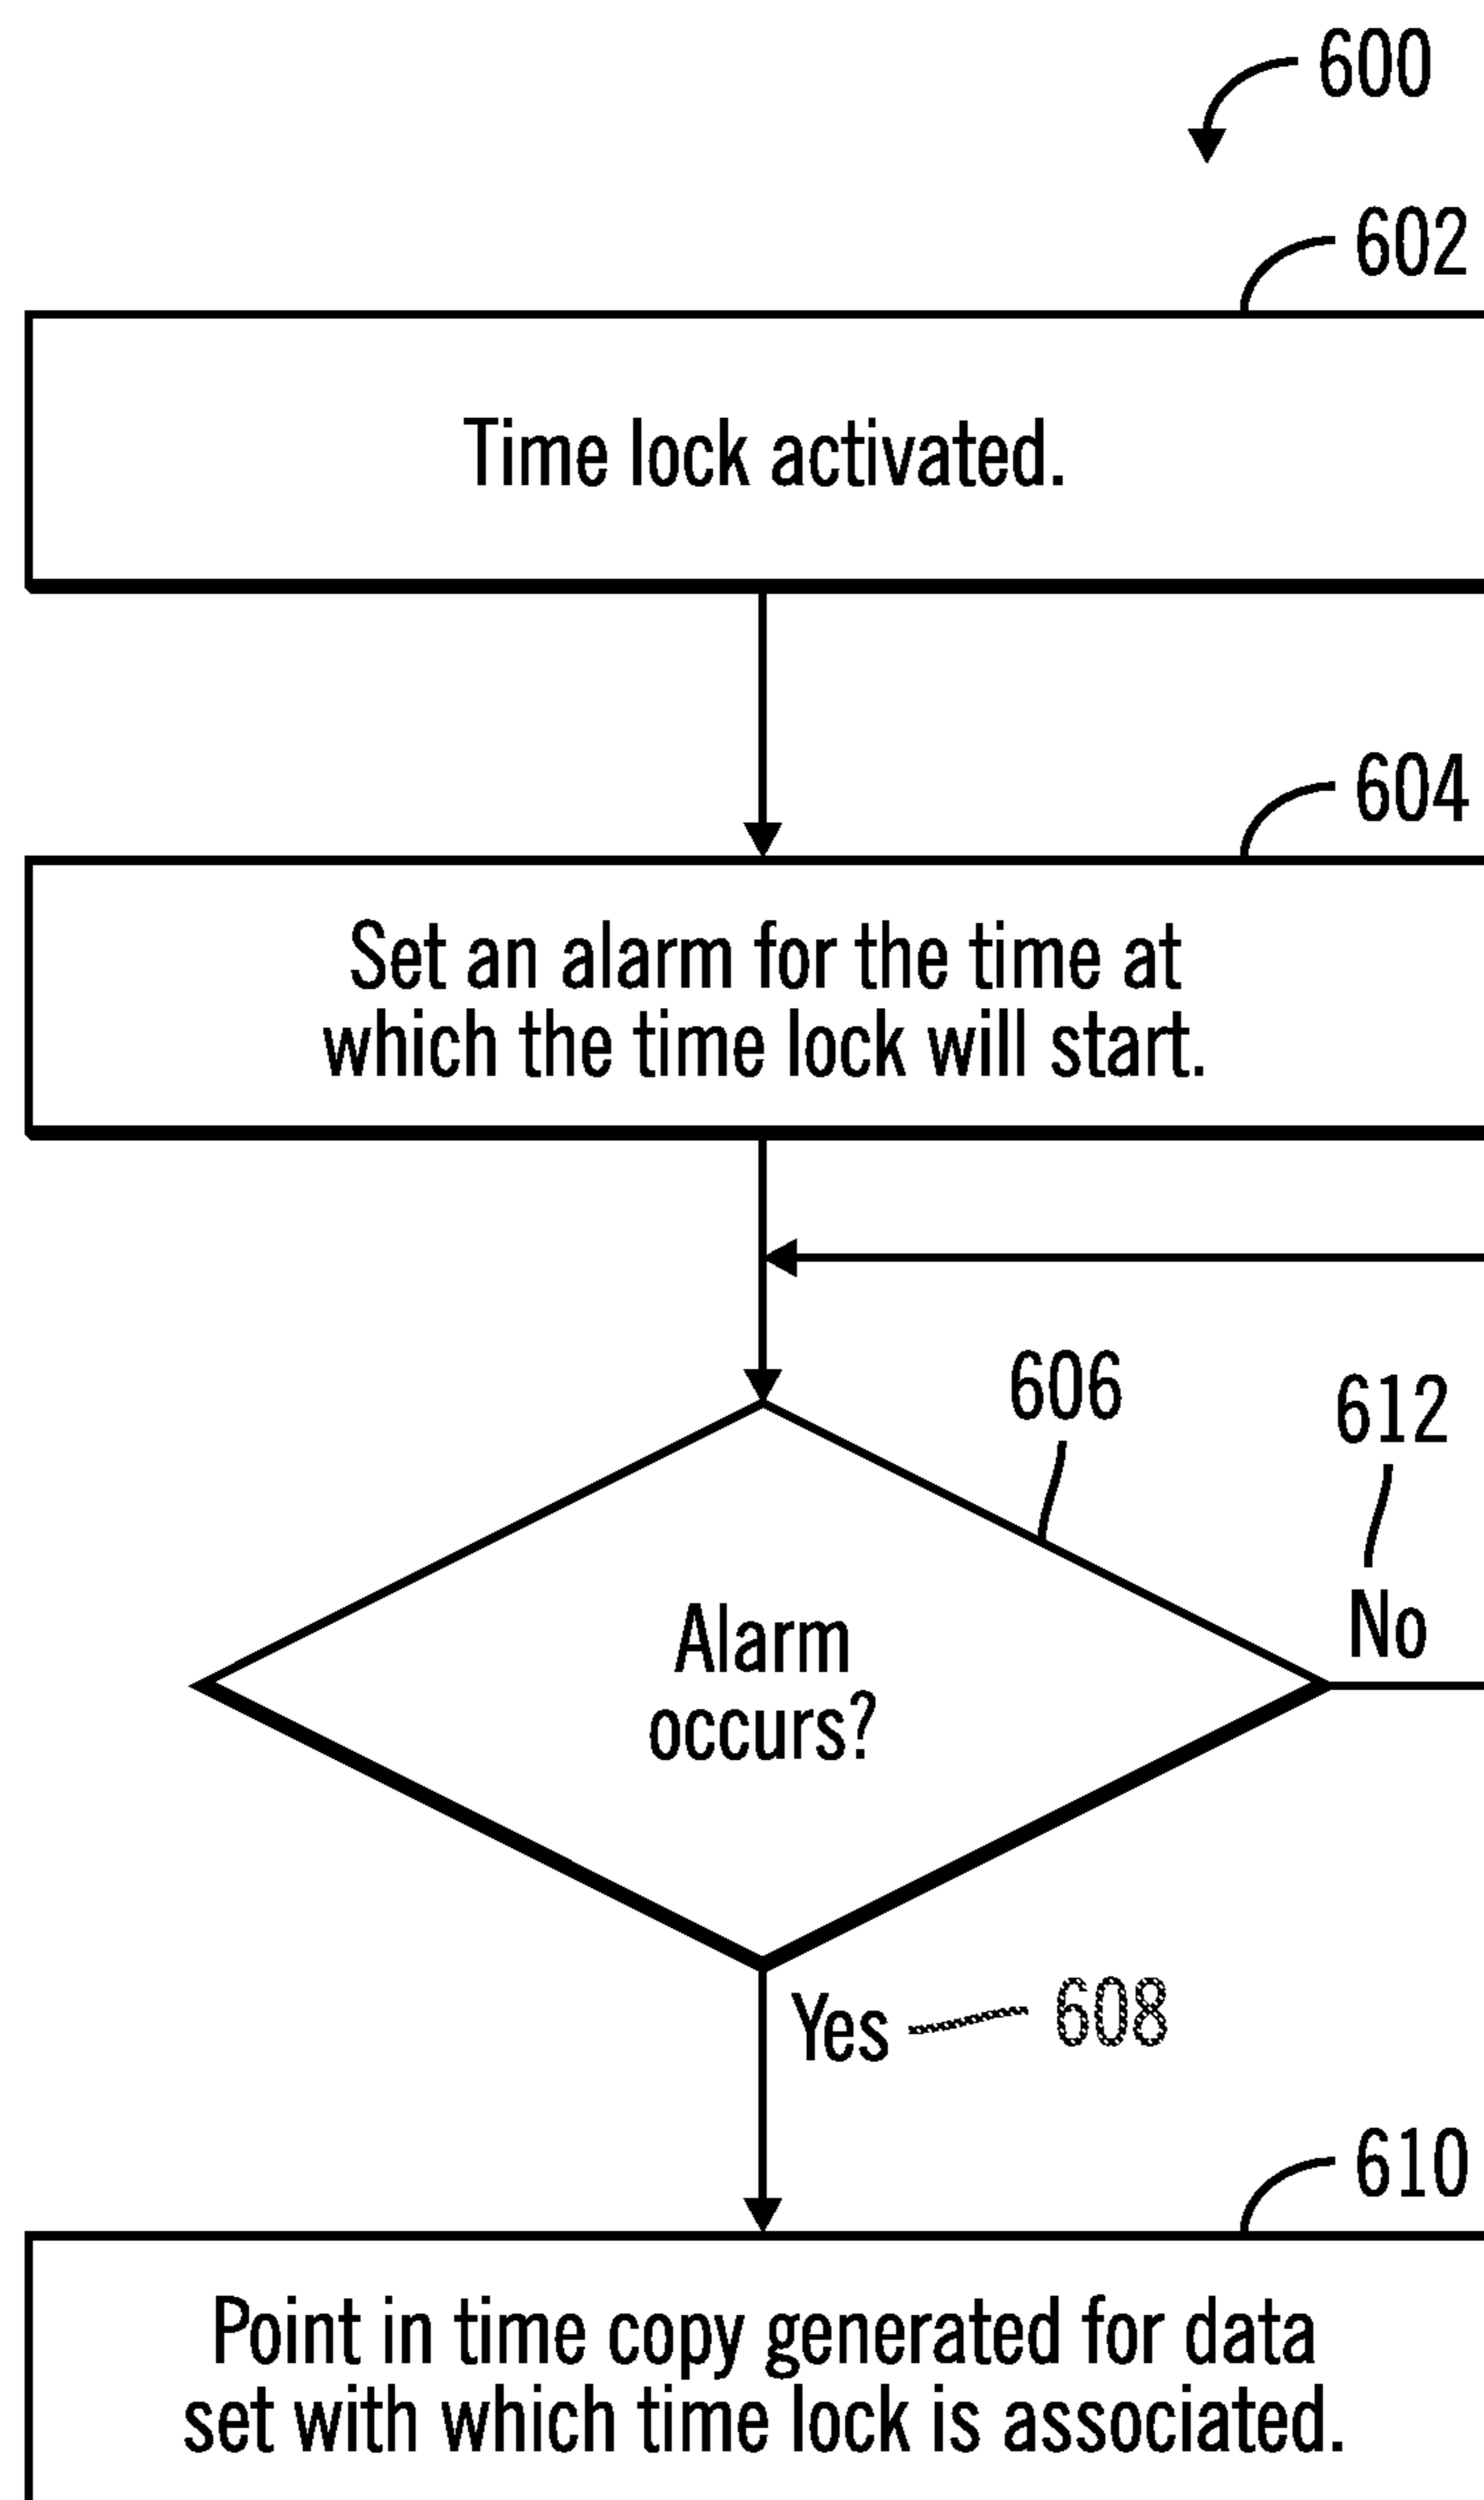 600
602
Time lock activated.
604
Set an alarm for the time at
which the time lock will start.
606
612
No
Alarm
occurs?
Yes
608
610
Point in time copy generated for data
set with which time lock is associated.